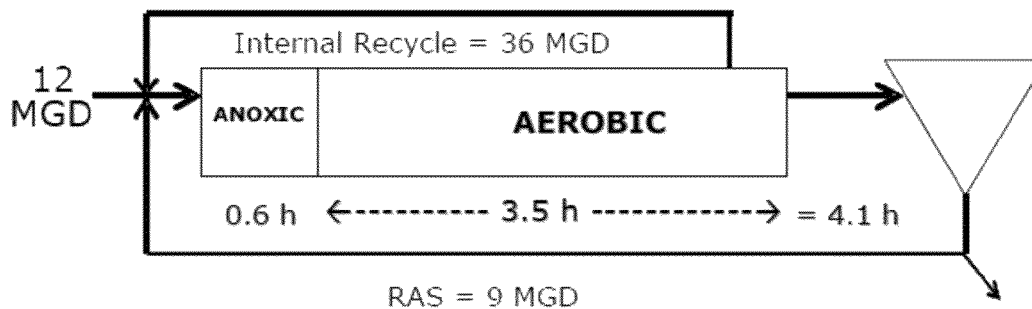 Internal Recycle = 36 MGD
12
MGD
ANOXIC
AEROBIC
0.6 h
3.5 h
= 4.1 h
RAS = 9 MGD